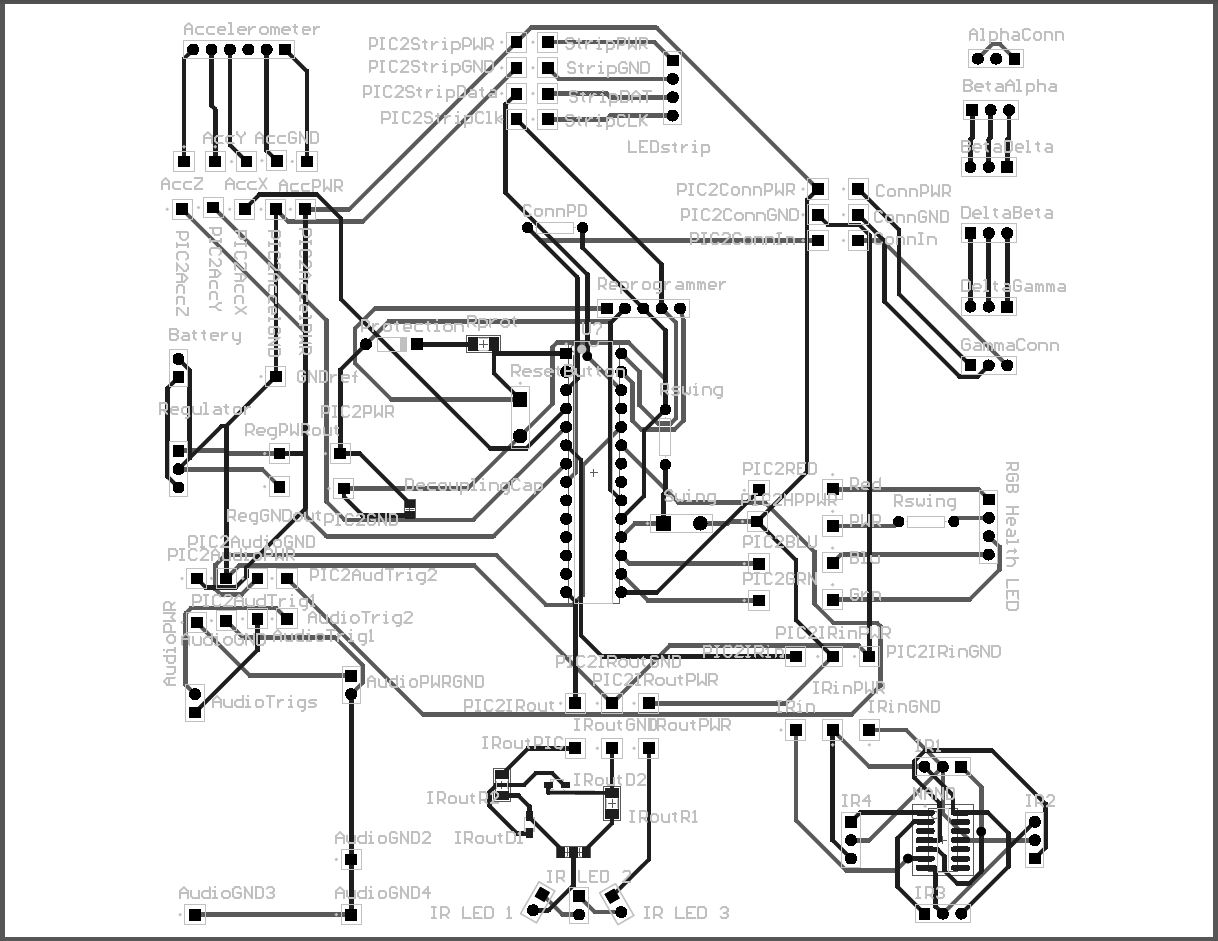 Accelerometer
AlphaConn
PIC2StripPWR StripPWR
PIC2StripGND StripGND
BetaAlpha
PIC2StripData StripDAT
PIC2StripClk StripCLK
AccY AccGND
LEDstrip
BetaDelta
AccZ AccX AccPWR
PIC2ConnPWR ConnPWR
ConnPD
PIC2ConnGND ConnGND
DeltaBeta
PIC2ConnIn ConnIn
PIC2AccZ
PIC2AccY
PIC2AccX
Reprogrammer
DeltaGamma
Battery
Protection
Rprot
GammaConn
GNDref
ResetButton
Rswing
Regulator
PIC2PWR
RegPWRout
PIC2RED
RGB Health LED
DecouplingCap
Swing
PIC2HPPWR
Red
Rswing
RegGNDout
PIC2GND
PWR
PIC2AudioGND
PIC2BLU
PIC2AudioPWR
Blu
PIC2AudTrig2
PIC2GRN
PIC2AudTrig1
Grn
AudioPWR
AudioTrig2
AudioGND
AudioTrig1
PIC2IRinPWR
PIC2IRin
PIC2IRinGND
PIC2IRoutGND
AudioPWRGND
PIC2IRoutPWR
IRinPWR
AudioTrigs
PIC2IRout
IRin
IRinGND
IRoutGND
IRoutPWR
IRoutPIC
IR1
IRoutD2
IRoutR2
NAND
IR4
IR2
IRoutR1
AudioGND2
IRoutD1
IR LED 2
AudioGND3
AudioGND4
IR3
IR LED 1
IR LED 3